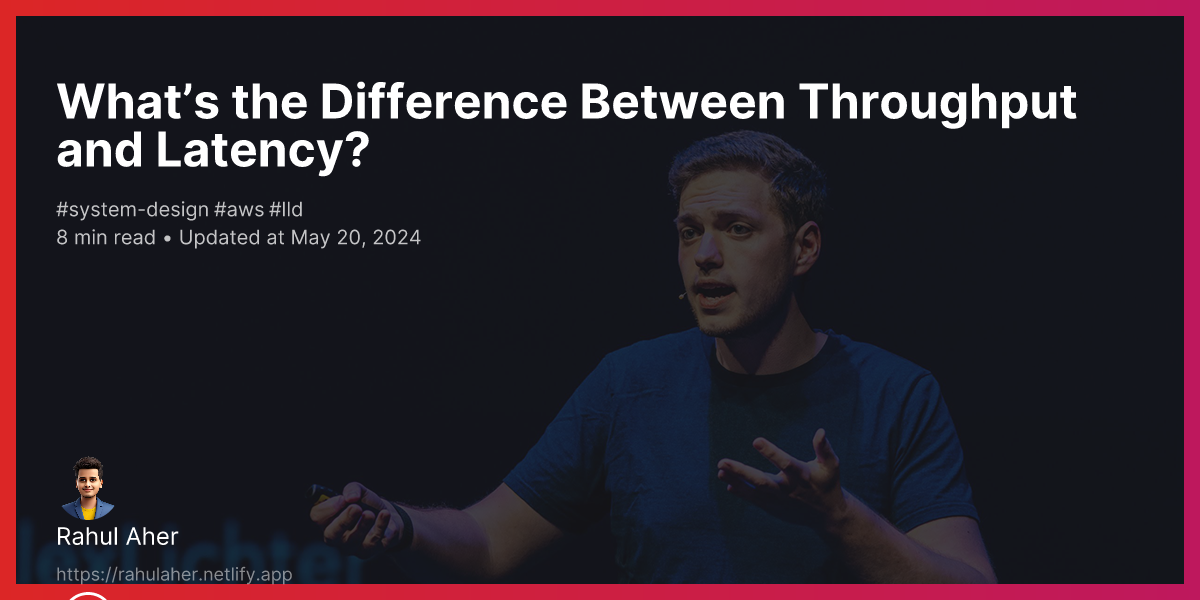 What’s the Difference Between Throughput
and Latency?
#system-design #aws #lld
8 min read • Updated at May 20, 2024
Rahul Aher
https://rahulaher.netlify.app